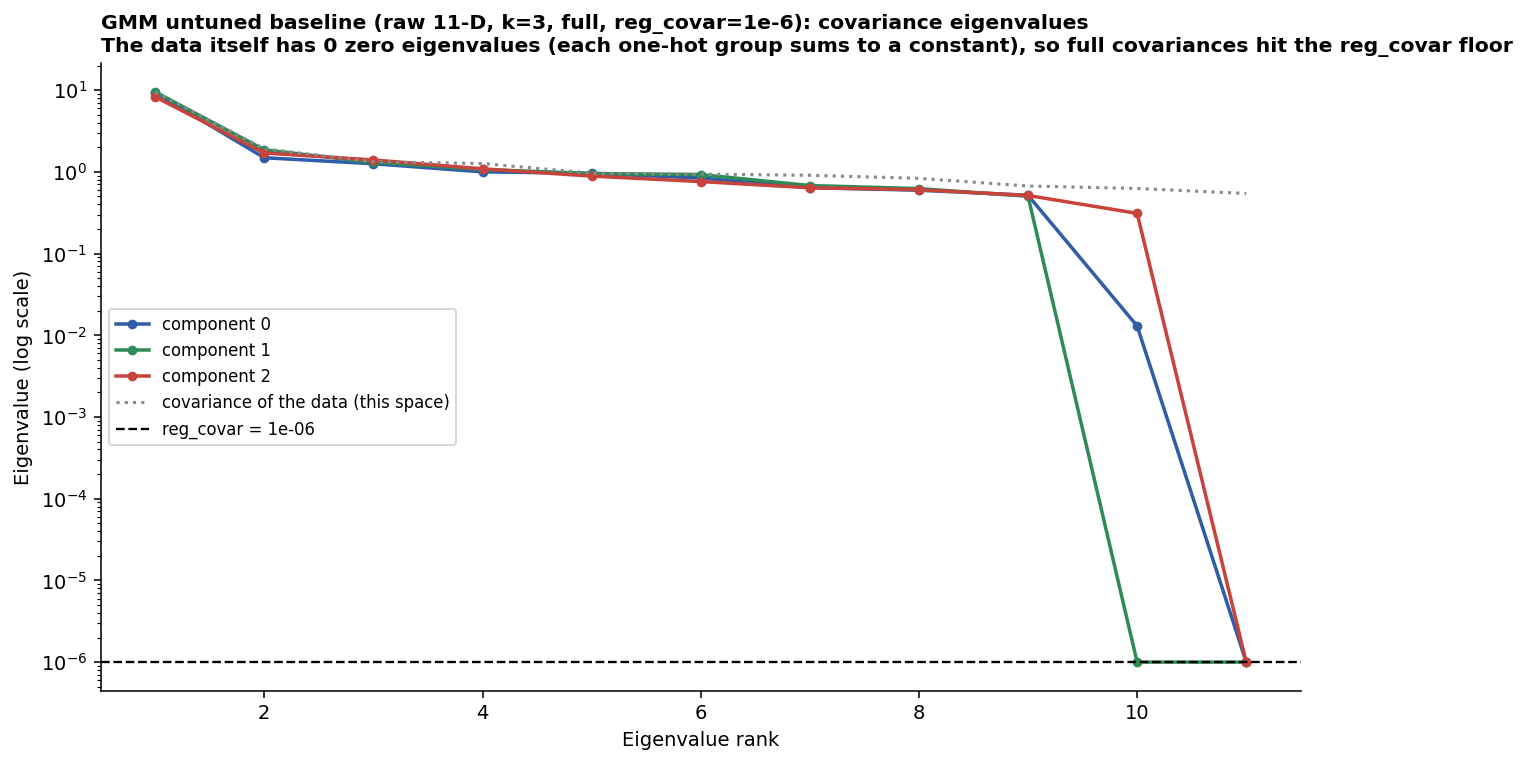 GMM untuned baseline (raw 11-D, k=3, full, reg_covar=1e-6): covariance eigenvalues
The data itself has 0 zero eigenvalues (each one-hot group sums to a constant), so full covariances hit the reg_covar floor
Eigenvalue (log scale)
10¹
10⁰
10⁻¹
10⁻²
10⁻³
10⁻⁴
10⁻⁵
10⁻⁶
component 0
component 1
component 2
covariance of the data (this space)
reg_covar = 1e-06
2 4 6 8 10
Eigenvalue rank